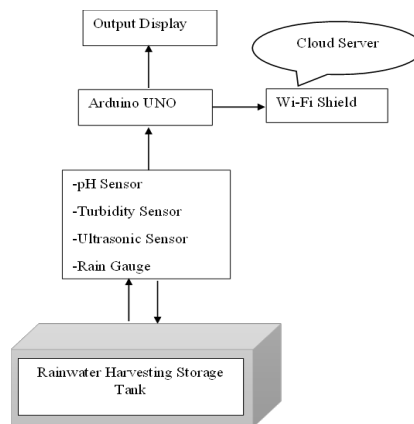 Output Display
Cloud Server
Arduino UNO
Wi-Fi Shield
-pH Sensor
-Turbidity Sensor
-Ultrasonic Sensor
-Rain Gauge
Rainwater Harvesting Storage
Tank